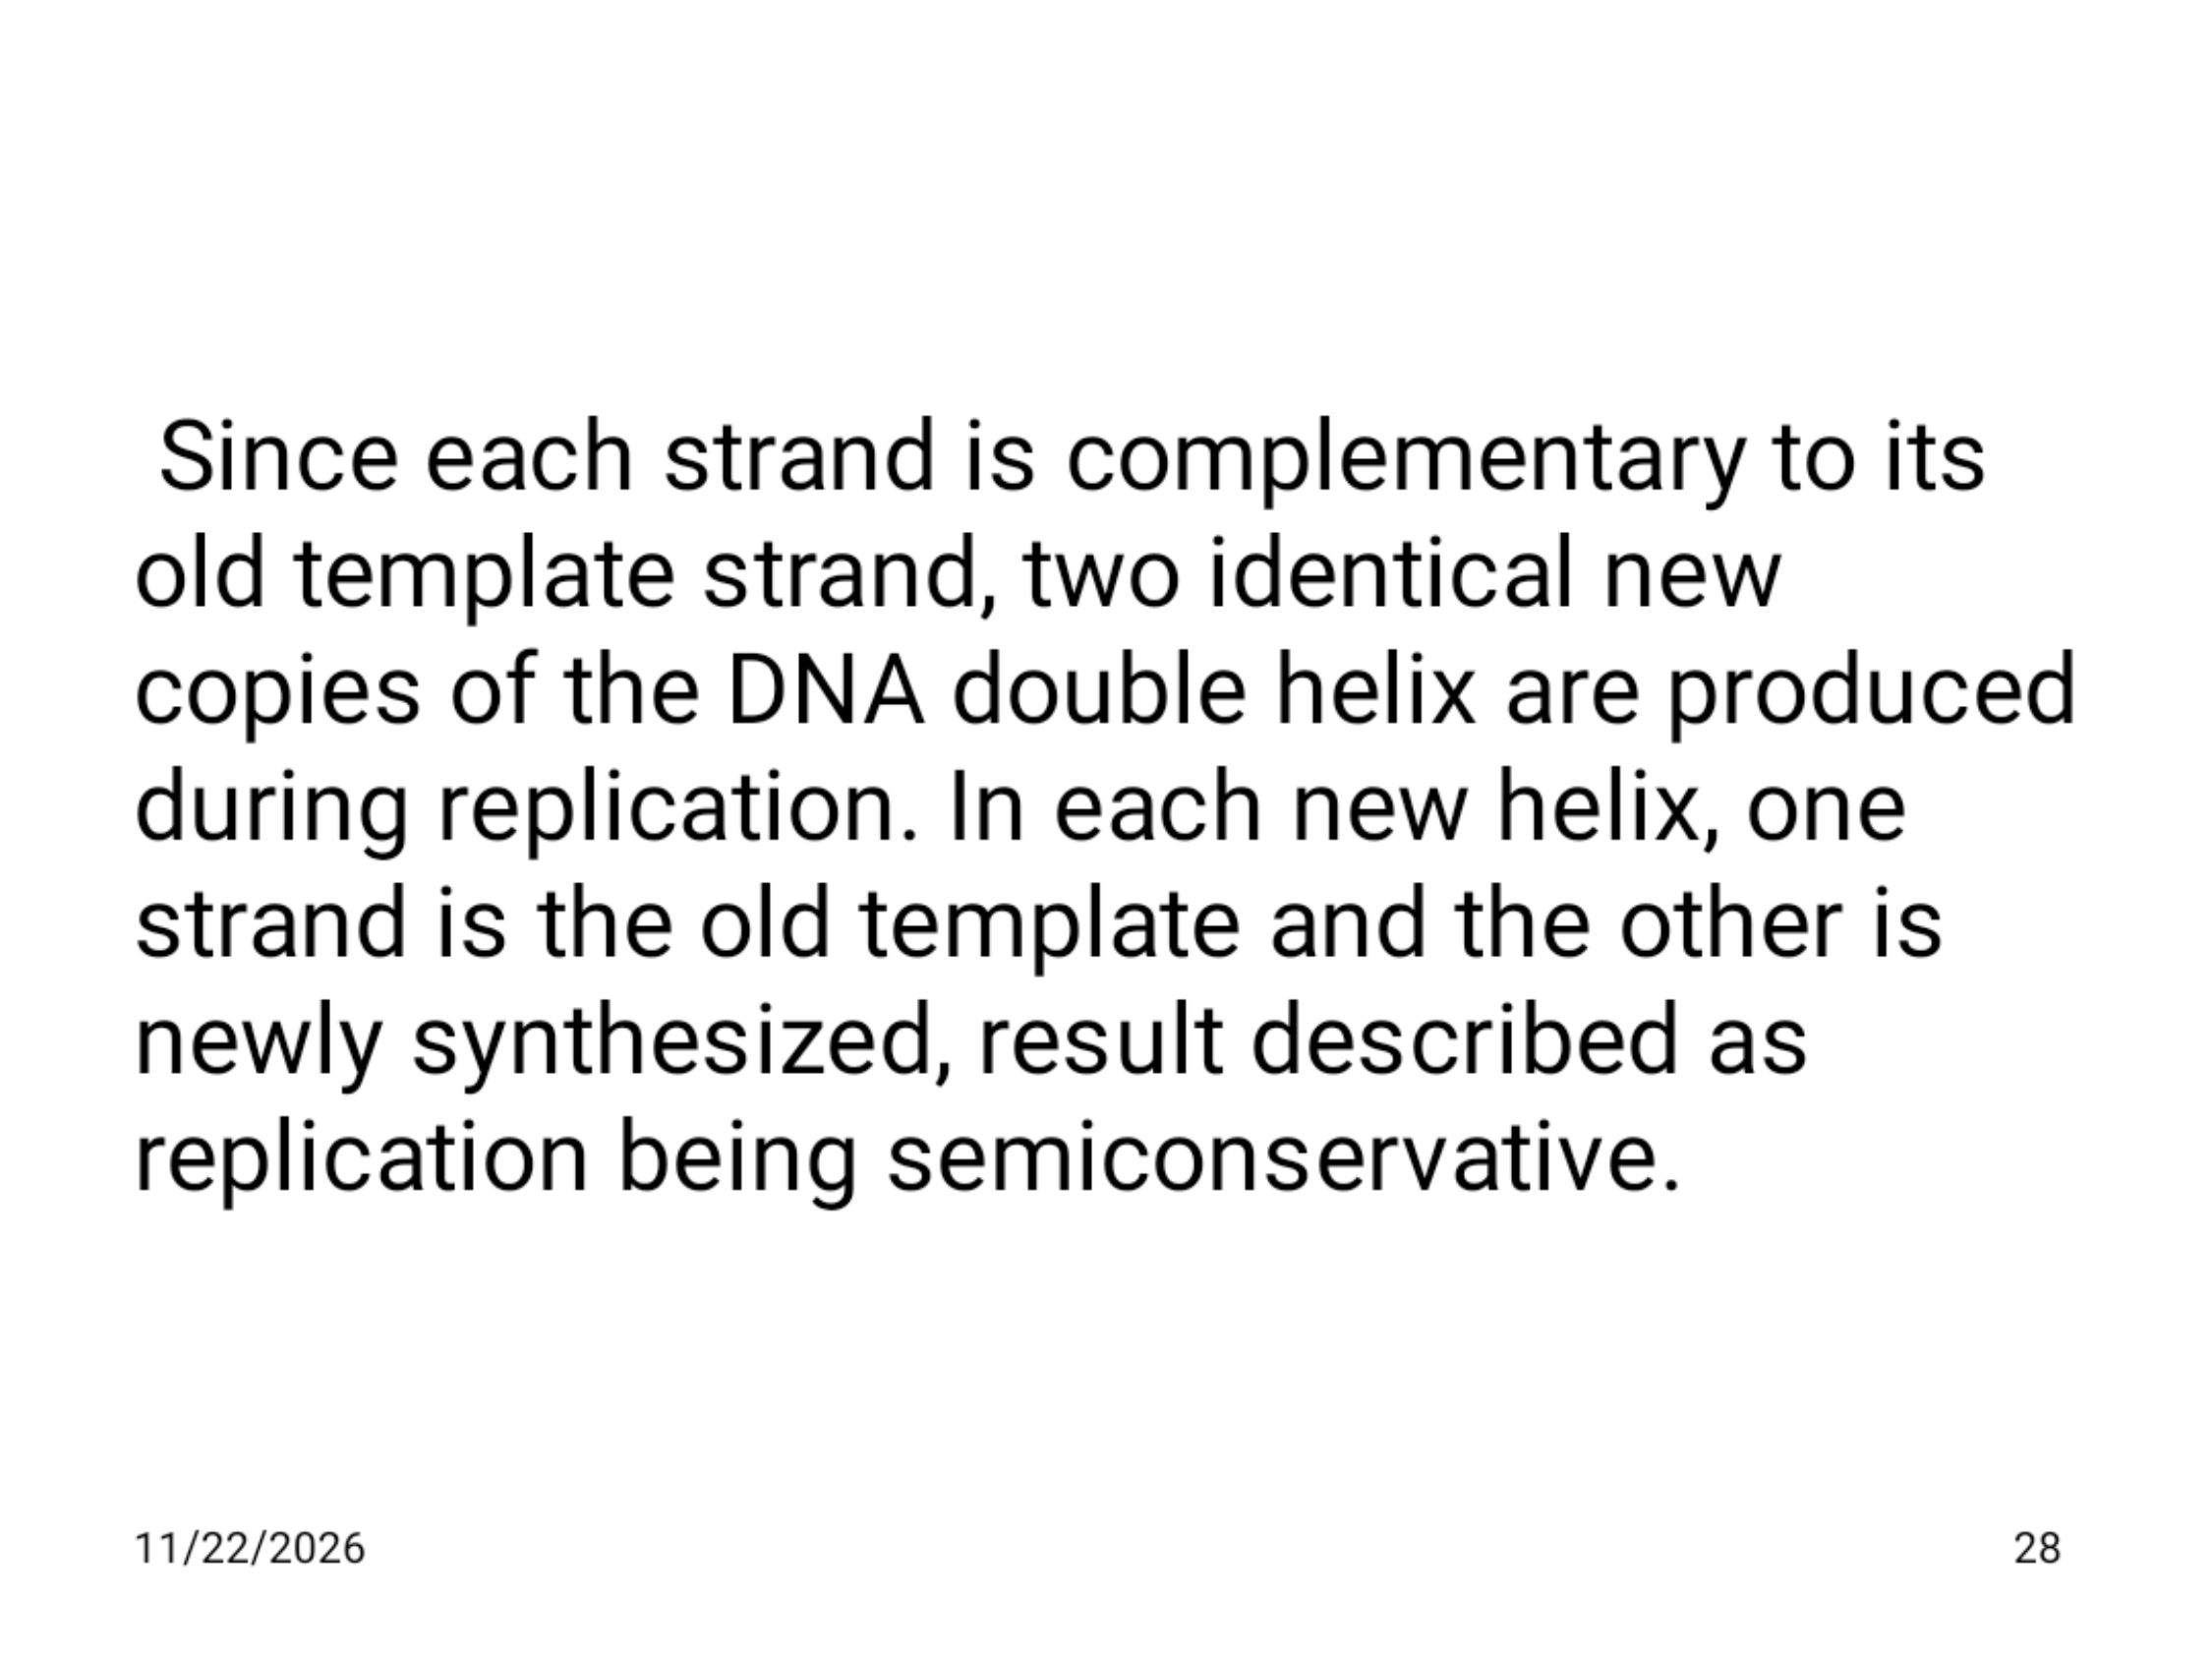 Since each strand is complementary to its
old template strand, two identical new
copies of the DNA double helix are produced
during replication. In each new helix, one
strand is the old template and the other is
newly synthesized, result described as
replication being semiconservative.
11/22/2026
28